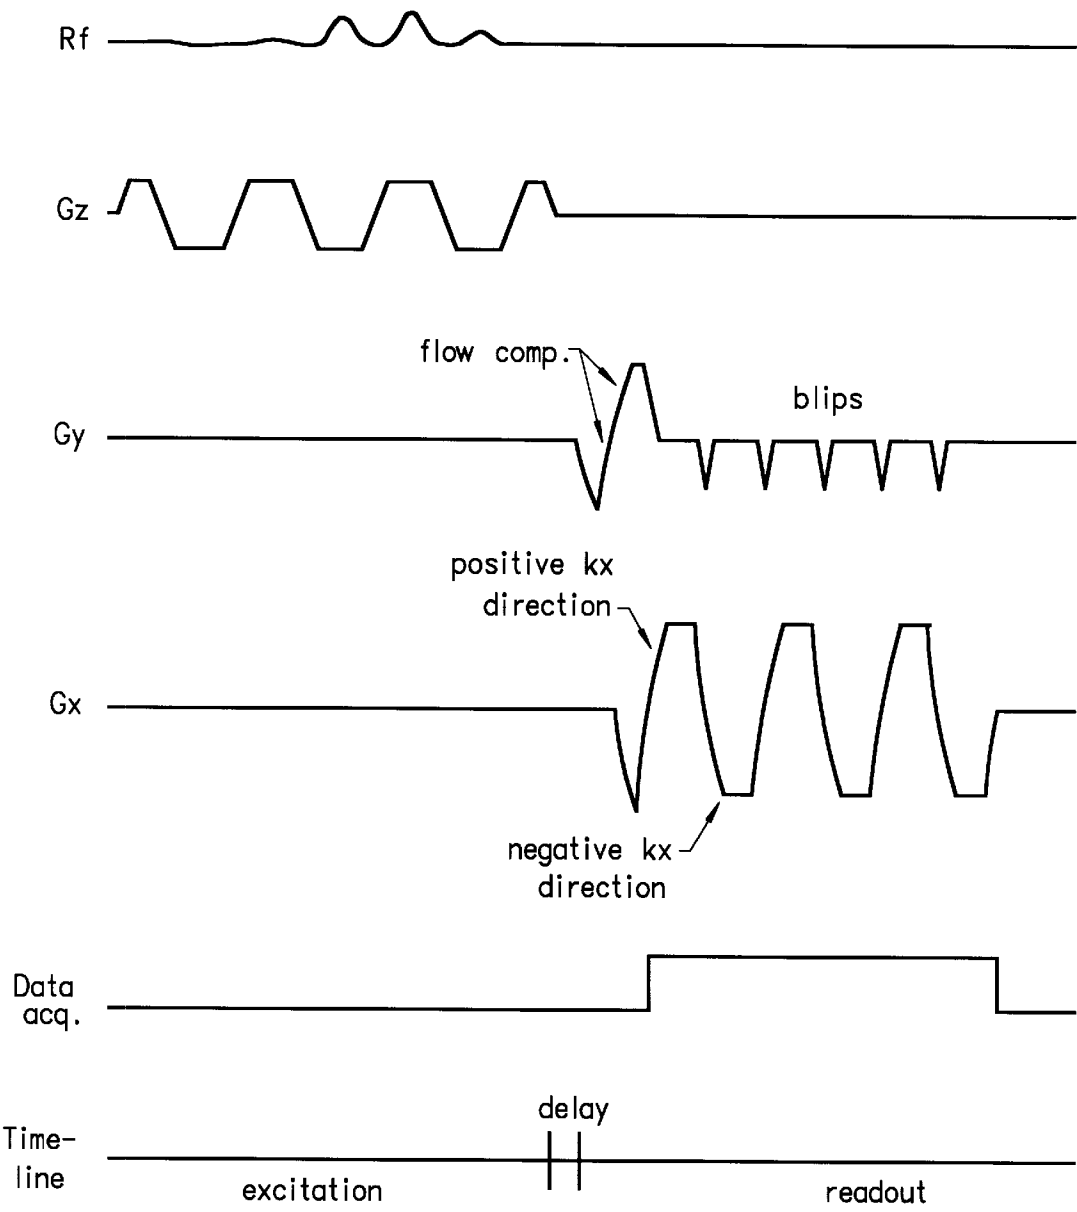 Rf
Gz
flow comp.
blips
Gy
positive kx
direction
Gx
negative kx
direction
Data
acq.
delay
Time-
line
excitation
readout